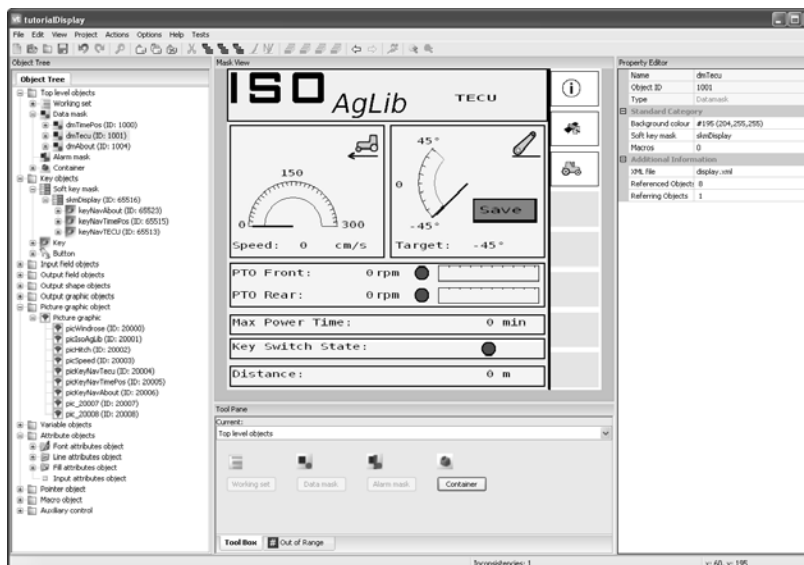 VT tutorialDisplay
File Edit View Project Actions Options Help Tests
Object Tree
Object Tree
Top level objects
Working set
Data mask
dmTimePos (ID: 1000)
dmTecu (ID: 1001)
dmAbout (ID: 1004)
Alarm mask
Container
Key objects
Soft key mask
skmDisplay (ID: 65516)
keyNavAbout (ID: 65523)
keyNavTimePos (ID: 65515)
keyNavTECU (ID: 65513)
Key
Button
Input field objects
Output field objects
Output shape objects
Output graphic objects
Picture graphic object
Picture graphic
picWindrose (ID: 20000)
picIsoAgLib (ID: 20001)
picHitch (ID: 20002)
picSpeed (ID: 20003)
picKeyNavTecu (ID: 20004)
picKeyNavTimePos (ID: 20005)
picKeyNavAbout (ID: 20006)
pic_20007 (ID: 20007)
pic_20008 (ID: 20008)
Variable objects
Attribute objects
Font attributes object
Line attributes object
Fill attributes object
Input attributes object
Pointer object
Macro object
Auxiliary control
Mask View
ISO AgLib TECU
150
0 300
Speed: 0 cm/s
45°
0
-45°
Save
Target: -45°
PTO Front: 0 rpm
PTO Rear: 0 rpm
Max Power Time: 0 min
Key Switch State:
Distance: 0 m
Tool Pane
Current:
Top level objects
Working set Data mask Alarm mask Container
Tool Box # Out of Range
Property Editor
Name dmTecu
Object ID 1001
Type Datamask
Standard Category
Background colour #195 (204,255,255)
Soft key mask skmDisplay
Macros 0
Additional Information
XML file display.xml
Referenced Objects 8
Referring Objects 1
Inconsistencies: 1 x: 60, y: 195